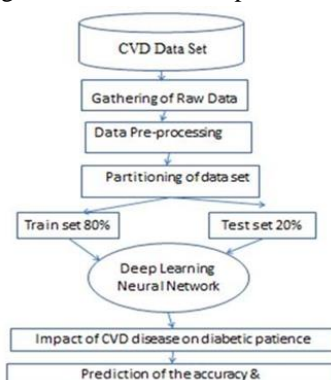 CVD Data Set
Gathering of Raw Data
Data Pre-processing
Partitioning of data set
Train set 80%
Test set 20%
Deep Learning
Neural Network
Impact of CVD disease on diabetic patience
Prediction of the accuracy &